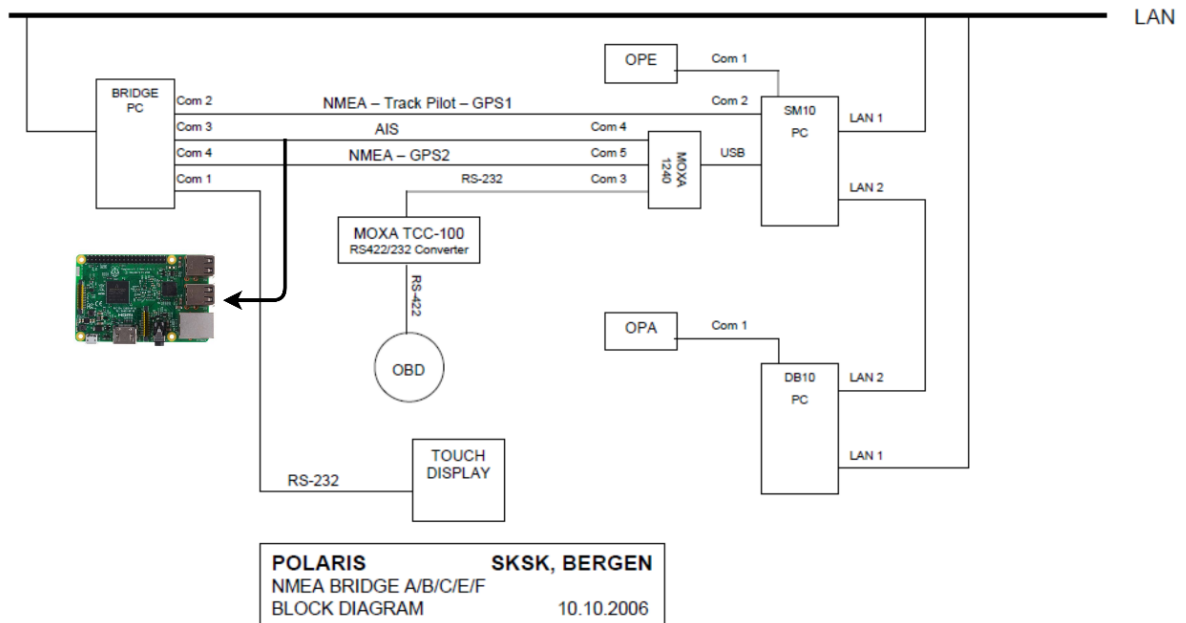 LAN
OPE
Com 1
BRIDGE
PC
Com 2
NMEA – Track Pilot – GPS1
Com 2
SM10
PC
LAN 1
Com 3
AIS
Com 4
Com 4
NMEA – GPS2
Com 5
MOXA
1240
USB
Com 1
RS-232
Com 3
LAN 2
MOXA TCC-100
RS422/232 Converter
RS-422
OBD
OPA
Com 1
DB10
PC
LAN 2
LAN 1
TOUCH
DISPLAY
RS-232
POLARIS SKSK, BERGEN
NMEA BRIDGE A/B/C/E/F
BLOCK DIAGRAM 10.10.2006